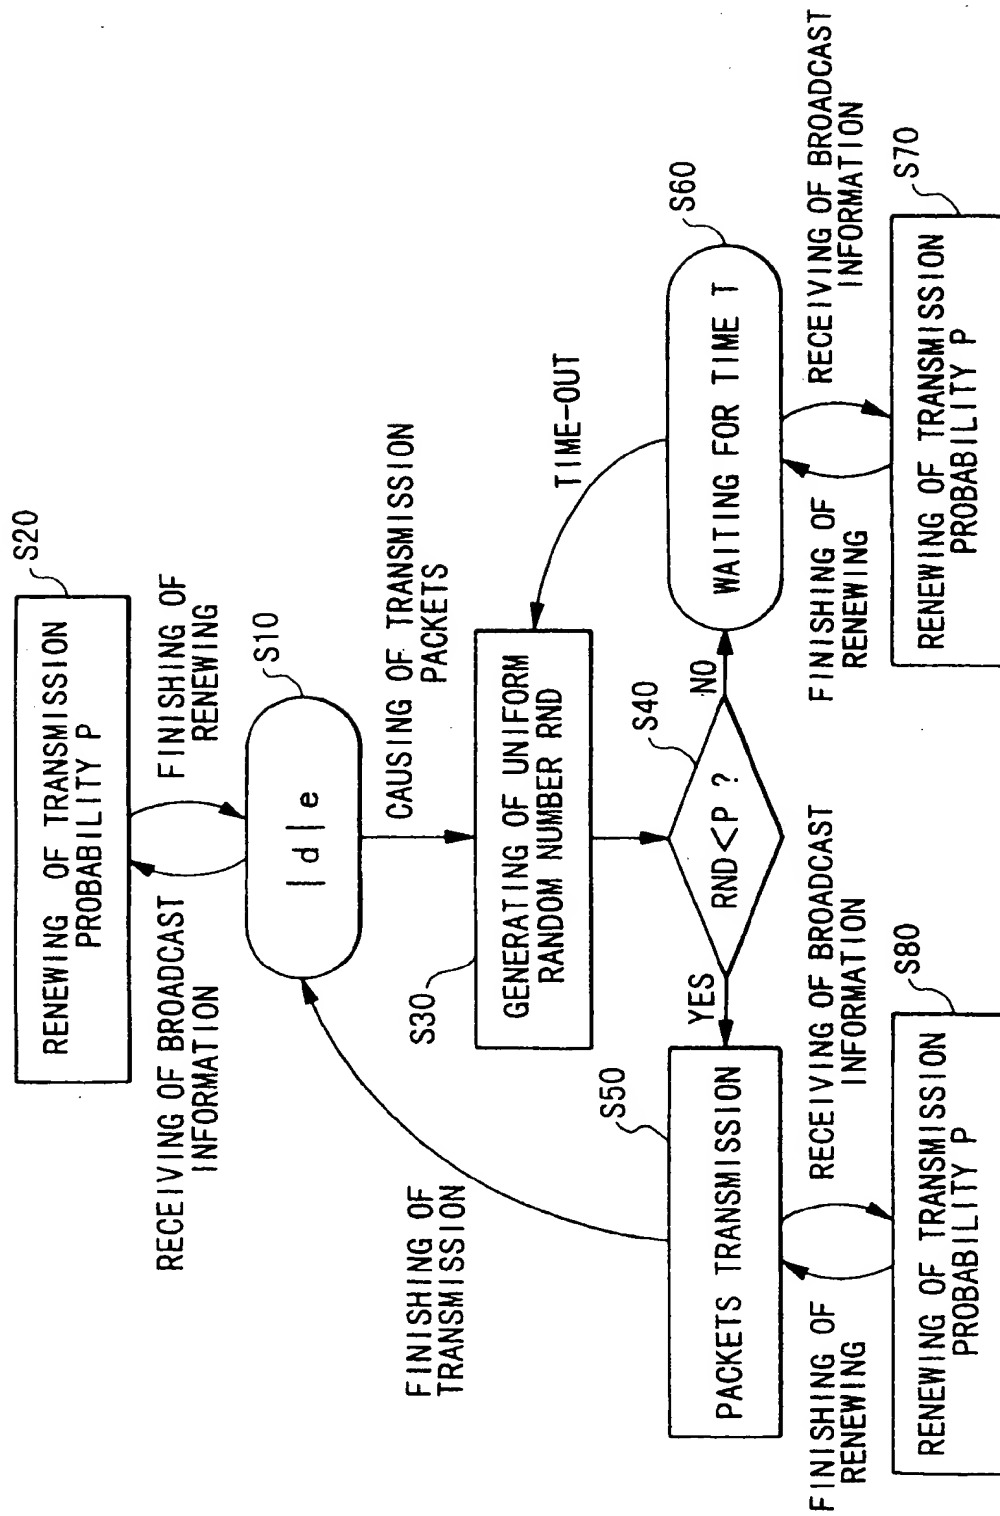 S20
RENEWING OF TRANSMISSION
PROBABILITY P
RECEIVING OF BROADCAST
INFORMATION
FINISHING OF
RENEWING
S10
Idle
CAUSING OF TRANSMISSION
PACKETS
FINISHING OF
TRANSMISSION
S30
GENERATING OF UNIFORM
RANDOM NUMBER RND
TIME-OUT
S40
RND<P ?
YES
NO
S50
PACKETS TRANSMISSION
S60
WAITING FOR TIME T
FINISHING OF
RENEWING
RECEIVING OF BROADCAST
INFORMATION
FINISHING OF
RENEWING
RECEIVING OF BROADCAST
INFORMATION
S80
RENEWING OF TRANSMISSION
PROBABILITY P
S70
RENEWING OF TRANSMISSION
PROBABILITY P